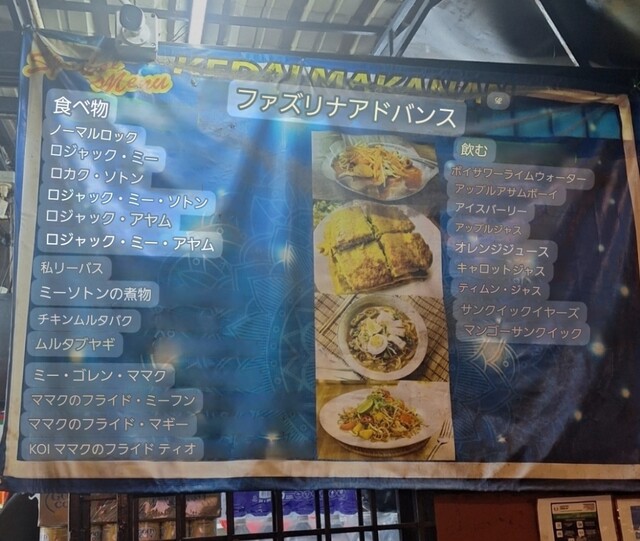 Menu
KEDAI MAKANAN
ファズリナアドバンス
食べ物
ノーマルロック
ロジャック・ミー
ロカク・ソトン
ロジャック・ミー・ソトン
ロジャック・アヤム
ロジャック・ミー・アヤム
私リーバス
ミーソトンの煮物
チキンムルタバク
ムルタブヤギ
ミー・ゴレン・ママク
ママクのフライド・ミーフン
ママクのフライド・マギー
KOI ママクのフライド ティオ
飲む
ボイサワーライムウォーター
アップルアサムボーイ
アイスバーリー
アップルジャス
オレンジジュース
キャロットジャス
ティムン・ジャス
サンクイックイヤーズ
マンゴーサンクイック